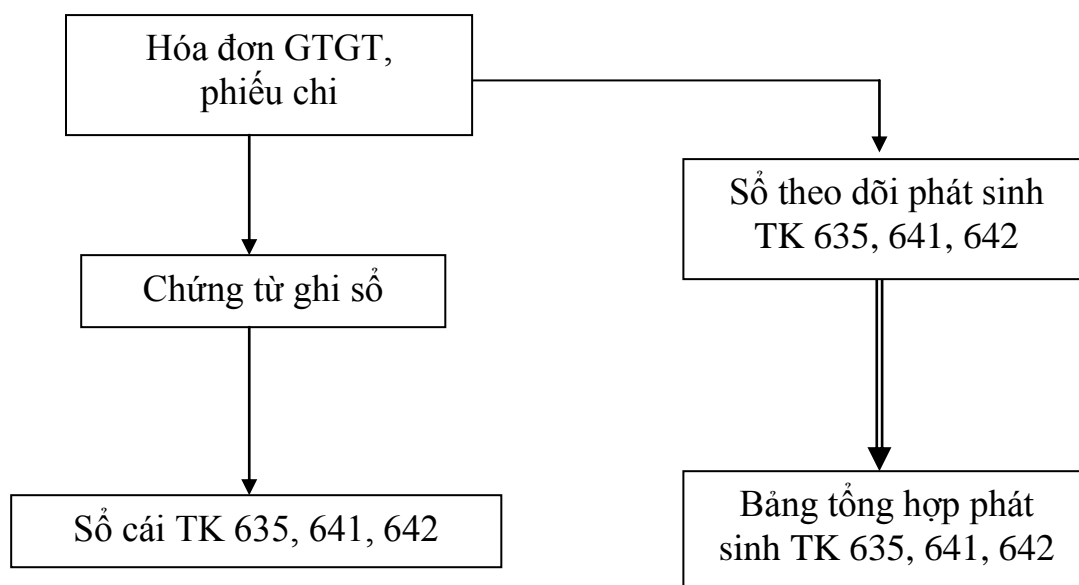 Hóa đơn GTGT,
phiếu chi
Sổ theo dõi phát sinh
TK 635, 641, 642
Chứng từ ghi sổ
Sổ cái TK 635, 641, 642
Bảng tổng hợp phát
sinh TK 635, 641, 642